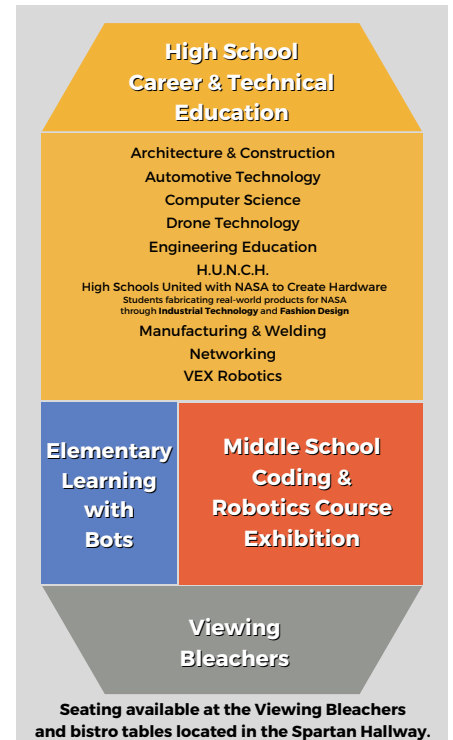 High School
Career & Technical
Education
Architecture & Construction
Automotive Technology
Computer Science
Drone Technology
Engineering Education
H.U.N.C.H.
High Schools United with NASA to Create Hardware
Students fabricating real-world products for NASA
through Industrial Technology and Fashion Design
Manufacturing & Welding
Networking
VEX Robotics
Elementary
Learning
with
Bots
Middle School
Coding &
Robotics Course
Exhibition
Viewing
Bleachers
Seating available at the Viewing Bleachers
and bistro tables located in the Spartan Hallway.